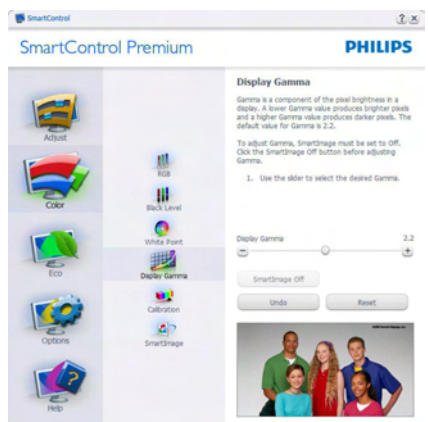 SmartControl
SmartControl Premium
PHILIPS
Adjust
Color
Eco
Options
Help
RGB
Black Level
White Point
Display Gamma
Calibration
SmartImage
Display Gamma
Gamma is a component of the pixel brightness in a
display. A lower Gamma value produces brighter pixels
and a higher Gamma value produces darker pixels. The
default value for Gamma is 2.2.
To adjust Gamma, SmartImage must be set to Off.
Click the SmartImage Off button before adjusting
Gamma.
1. Use the slider to select the desired Gamma.
Display Gamma 2.2
SmartImage Off
Undo Reset